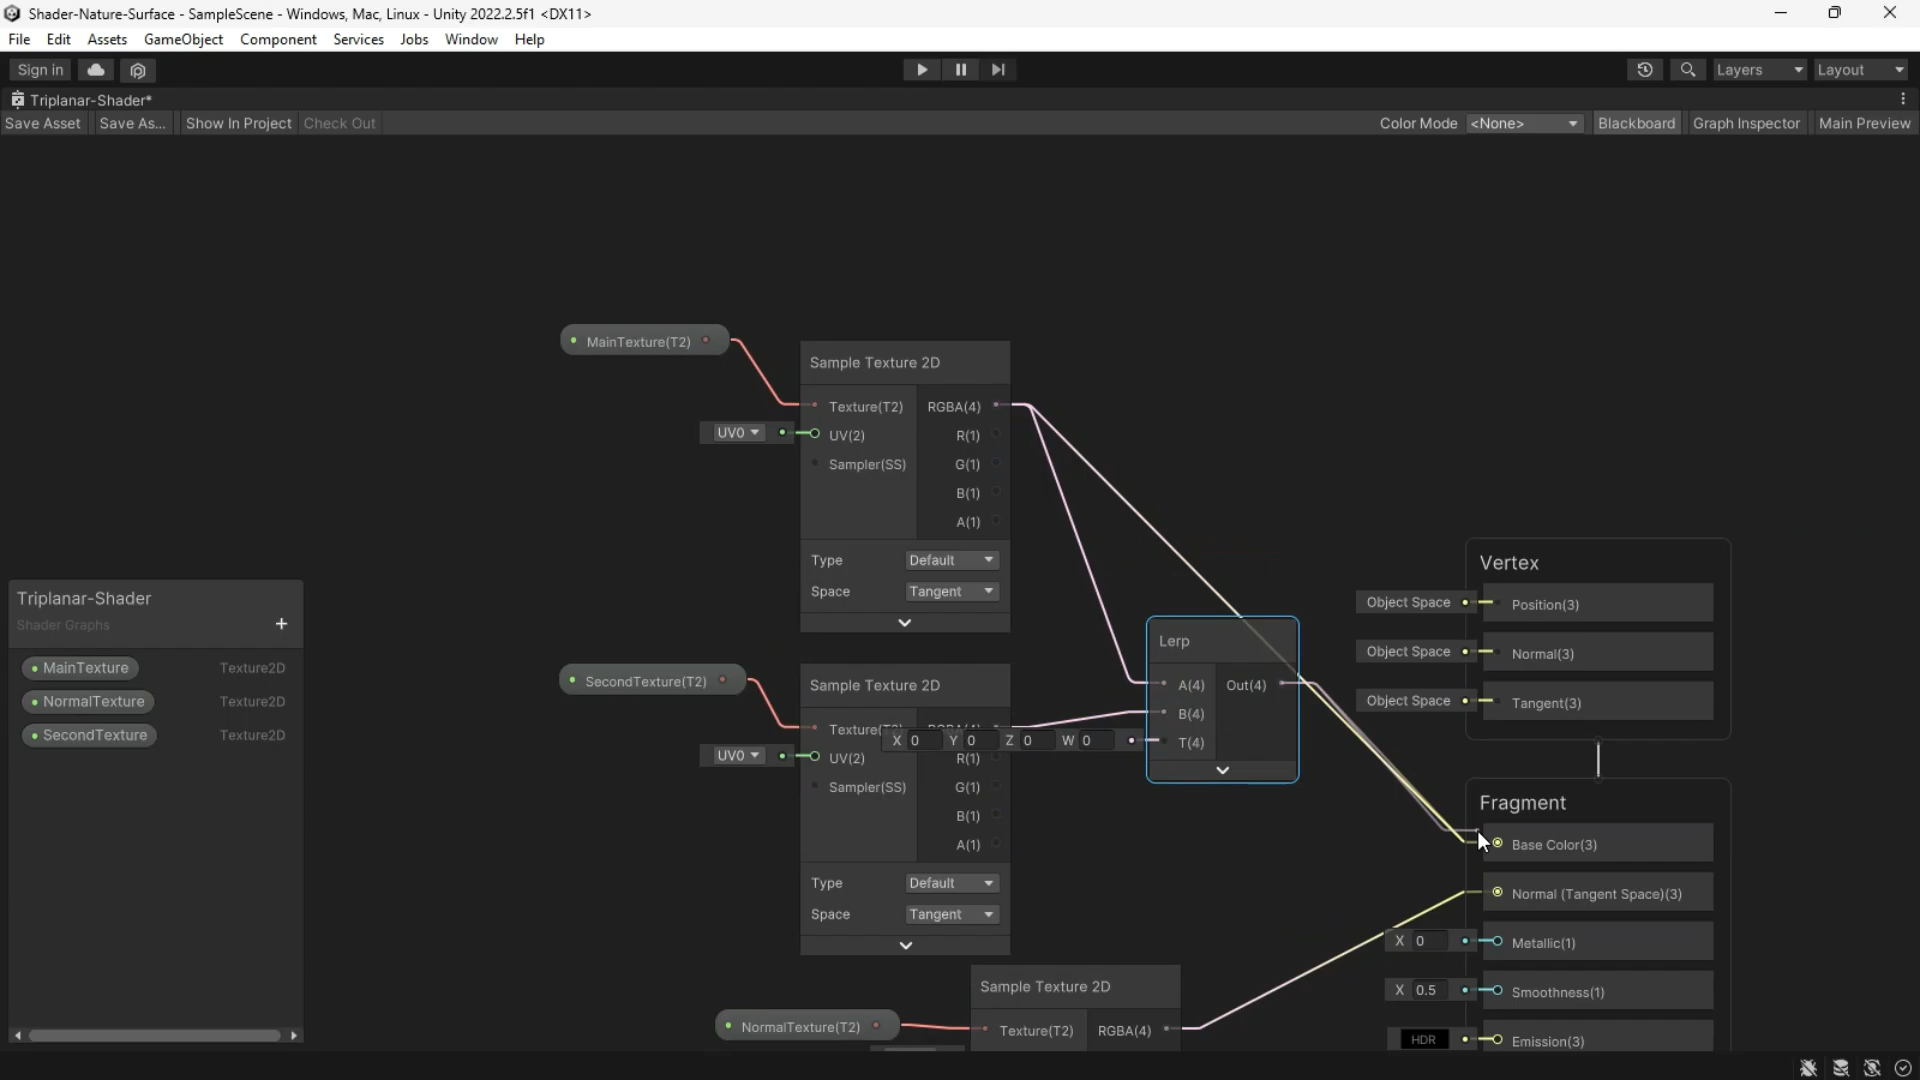 Shader-Nature-Surface - SampleScene - Windows, Mac, Linux - Unity 2022.2.5f1 <DX11>
File Edit Assets GameObject Component Services Jobs Window Help
Sign in Layers Layout
Triplanar-Shader*
Save Asset Save As... Show In Project Check Out Color Mode <None> Blackboard Graph Inspector Main Preview
MainTexture(T2)
Sample Texture 2D
Texture(T2) RGBA(4)
UV0 UV(2) R(1)
Sampler(SS) G(1)
B(1)
A(1)
Type Default
Space Tangent
SecondTexture(T2)
Sample Texture 2D
Texture
UV0 UV(2) R(1)
Sampler(SS) G(1)
B(1)
A(1)
Type Default
Space Tangent
Lerp
A(4) Out(4)
B(4)
X 0 Y 0 Z 0 W 0 T(4)
Vertex
Object Space Position(3)
Object Space Normal(3)
Object Space Tangent(3)
Fragment
Base Color(3)
Normal (Tangent Space)(3)
X 0 Metallic(1)
X 0.5 Smoothness(1)
HDR Emission(3)
Sample Texture 2D
NormalTexture(T2) Texture(T2) RGBA(4)
Triplanar-Shader
Shader Graphs
MainTexture Texture2D
NormalTexture Texture2D
SecondTexture Texture2D